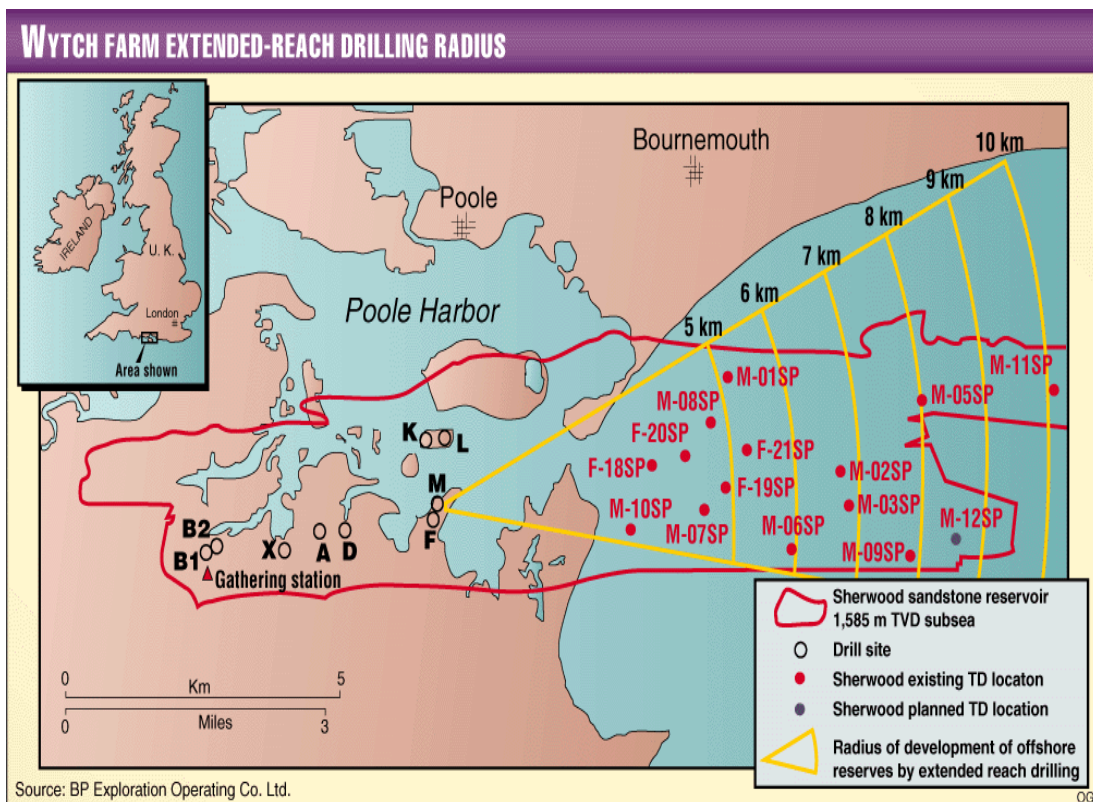 WYTCH FARM EXTENDED-REACH DRILLING RADIUS
IRELAND
U. K.
London
Area shown
Bournemouth
Poole
Poole Harbor
10 km
9 km
8 km
7 km
6 km
5 km
M-01SP
M-11SP
M-05SP
M-08SP
F-20SP
F-21SP
F-18SP
M-02SP
F-19SP
M-03SP
M-10SP
M-07SP
M-06SP
M-12SP
M-09SP
K
L
M
F
B2
B1
X
A
D
Gathering station
0
5
Km
Miles
0
3
Sherwood sandstone reservoir
1,585 m TVD subsea
Drill site
Sherwood existing TD locaton
Sherwood planned TD location
Radius of development of offshore
reserves by extended reach drilling
Source: BP Exploration Operating Co. Ltd.
OG